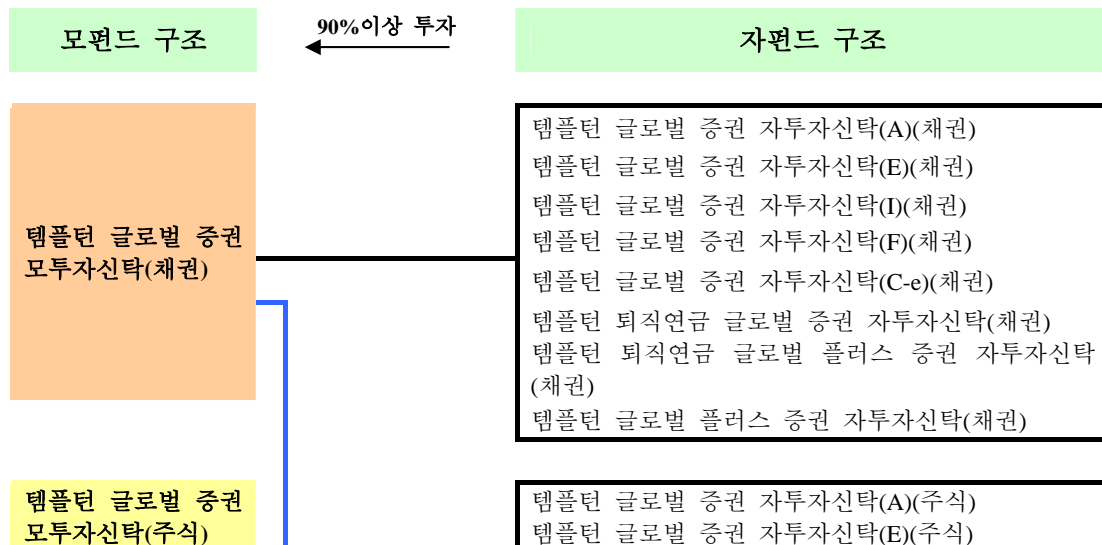 모펀드 구조
90%이상 투자
자펀드 구조
템플턴 글로벌 증권
모투자신탁(채권)
템플턴 글로벌 증권 자투자신탁(A)(채권)
템플턴 글로벌 증권 자투자신탁(E)(채권)
템플턴 글로벌 증권 자투자신탁(I)(채권)
템플턴 글로벌 증권 자투자신탁(F)(채권)
템플턴 글로벌 증권 자투자신탁(C-e)(채권)
템플턴 퇴직연금 글로벌 증권 자투자신탁(채권)
템플턴 퇴직연금 글로벌 플러스 증권 자투자신탁
(채권)
템플턴 글로벌 플러스 증권 자투자신탁(채권)
템플턴 글로벌 증권
모투자신탁(주식)
템플턴 글로벌 증권 자투자신탁(A)(주식)
템플턴 글로벌 증권 자투자신탁(E)(주식)